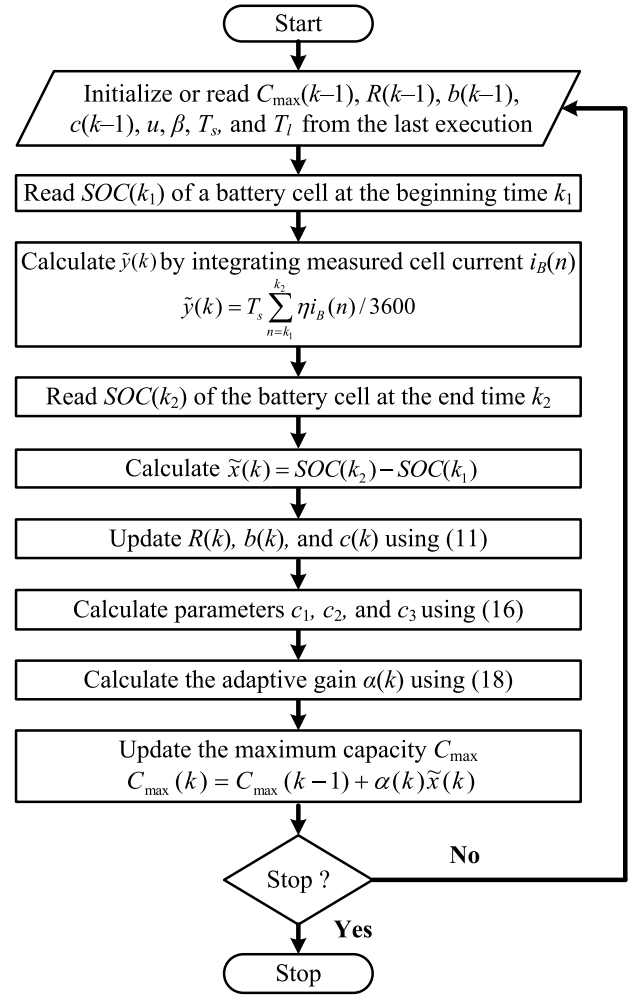 Start
Initialize or read Cmax(k–1), R(k–1), b(k–1),
c(k–1), u, β, Ts, and Tl from the last execution
Read SOC(k1) of a battery cell at the beginning time k1
Calculate ỹ(k) by integrating measured cell current iB(n)
ỹ(k) = Ts ∑_{n=k1}^{k2} ηiB(n) / 3600
Read SOC(k2) of the battery cell at the end time k2
Calculate x̃(k) = SOC(k2) − SOC(k1)
Update R(k), b(k), and c(k) using (11)
Calculate parameters c1, c2, and c3 using (16)
Calculate the adaptive gain α(k) using (18)
Update the maximum capacity Cmax
Cmax (k) = Cmax (k − 1) + α(k)x̃(k)
Stop ?
No
Yes
Stop